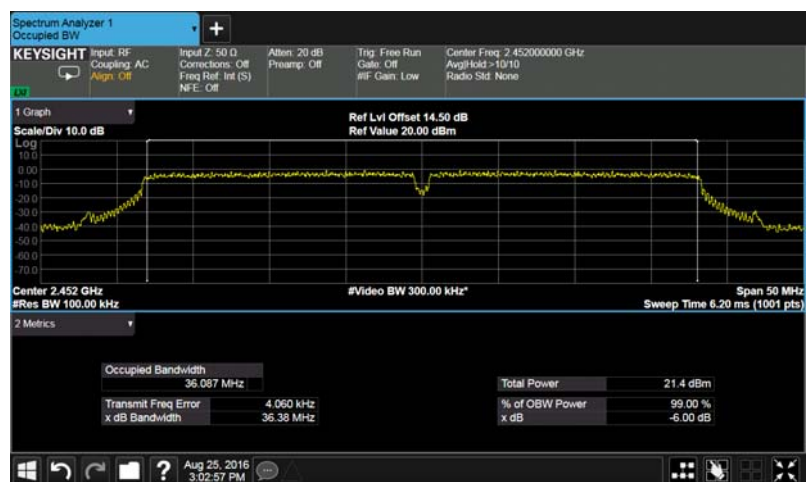 Spectrum Analyzer 1
Occupied BW
+
KEYSIGHT
Input: RF
Coupling: AC
Align: Off
Input Z: 50 Ω
Corrections: Off
Freq Ref: Int (S)
NFE: Off
Atten: 20 dB
Preamp: Off
Trig: Free Run
Gate: Off
#IF Gain: Low
Center Freq: 2.452000000 GHz
Avg|Hold:>10/10
Radio Std: None
LXI
1 Graph
Scale/Div 10.0 dB
Ref Lvl Offset 14.50 dB
Ref Value 20.00 dBm
Log
10.0
0.00
-10.0
-20.0
-30.0
-40.0
-50.0
-60.0
-70.0
Center 2.452 GHz
#Video BW 300.00 kHz*
Span 50 MHz
#Res BW 100.00 kHz
Sweep Time 6.20 ms (1001 pts)
2 Metrics
Occupied Bandwidth
36.087 MHz
Total Power 21.4 dBm
Transmit Freq Error 4.060 kHz
% of OBW Power 99.00 %
x dB Bandwidth 36.38 MHz
x dB -6.00 dB
?
Aug 25, 2016
3:02:57 PM